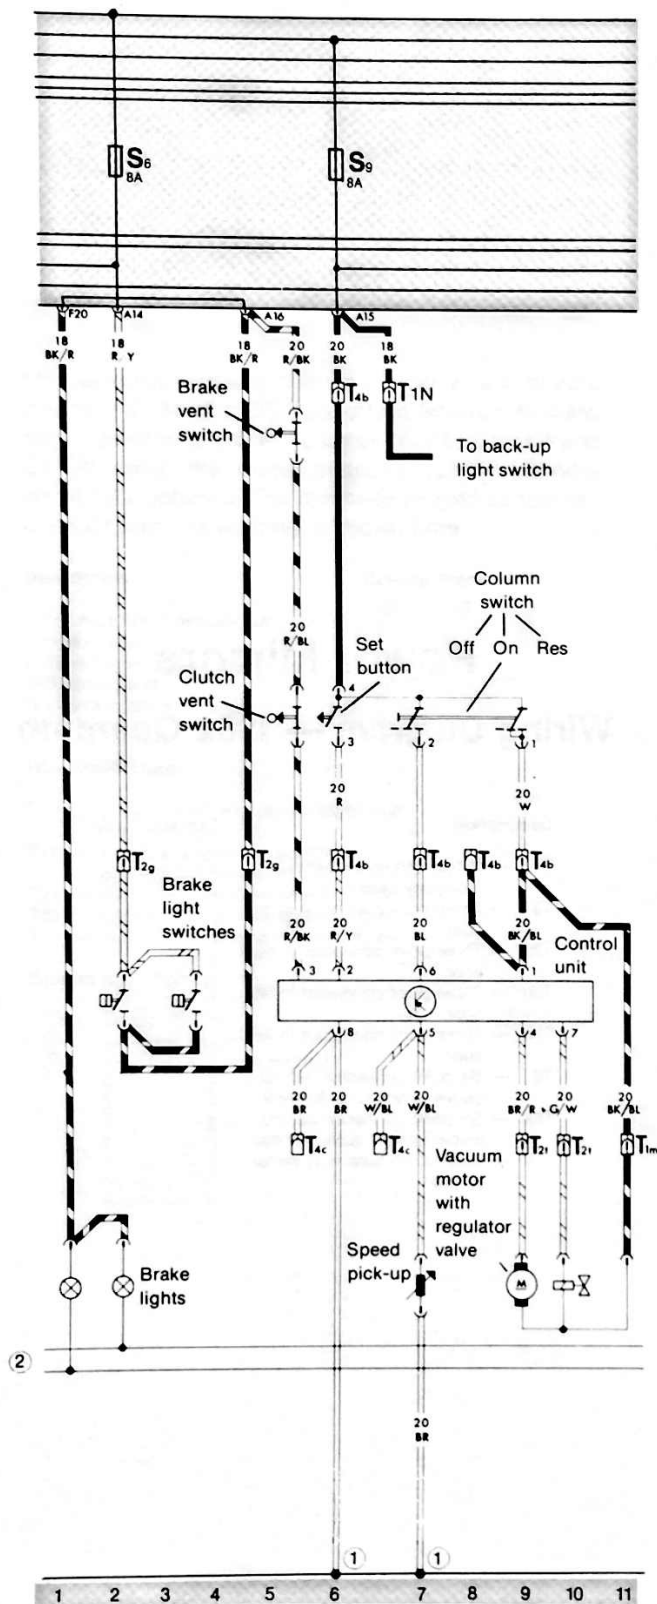 S6
8A
S9
8A
F20
A14
A16
A15
18
BK/R
18
R/Y
18
BK/R
20
R/BK
20
BK
18
BK
Brake
vent
switch
T4b
T1N
To back-up
light switch
20
R/BL
Column
switch
Off On Res
Set
button
Clutch
vent
switch
4
3
2
1
20
R
20
W
T2g
T2g
T4b
T4b
T4b
T4b
Brake
light
switches
20
R/BK
20
R/Y
20
BL
20
BK/BL
Control
unit
3
2
6
1
8
5
4
7
20
BR
20
BR
20
W/BL
20
W/BL
20
BR/R
20
G/W
20
BK/BL
T4c
T4c
T2t
T2t
T1m
Vacuum
motor
with
regulator
valve
Speed
pick-up
M
Brake
lights
2
20
BR
1
1
1 2 3 4 5 6 7 8 9 10 11